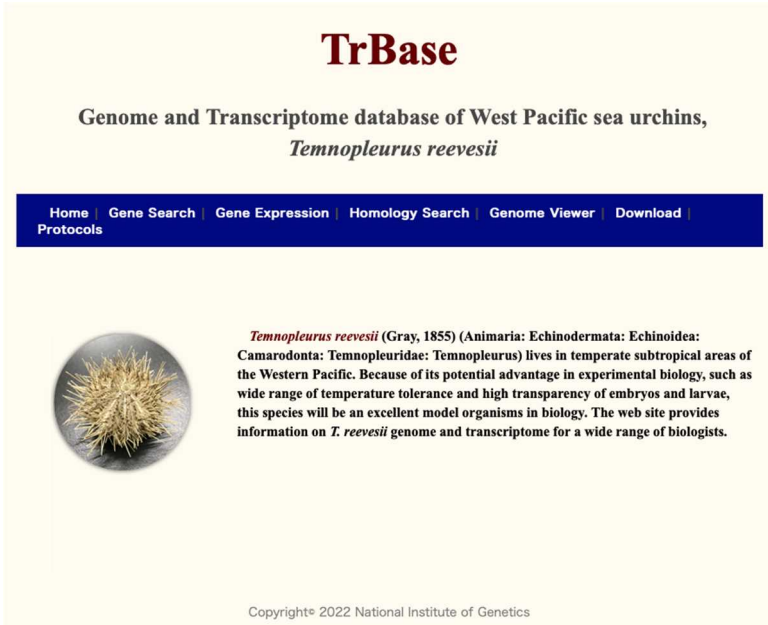 TrBase
Genome and Transcriptome database of West Pacific sea urchins,
Temnopleurus reevesii
Home | Gene Search | Gene Expression | Homology Search | Genome Viewer | Download |
Protocols
Temnopleurus reevesii (Gray, 1855) (Animaria: Echinodermata: Echinoidea:
Camarodonta: Temnopleuridae: Temnopleurus) lives in temperate subtropical areas of
the Western Pacific. Because of its potential advantage in experimental biology, such as
wide range of temperature tolerance and high transparency of embryos and larvae,
this species will be an excellent model organisms in biology. The web site provides
information on T. reevesii genome and transcriptome for a wide range of biologists.
Copyright© 2022 National Institute of Genetics